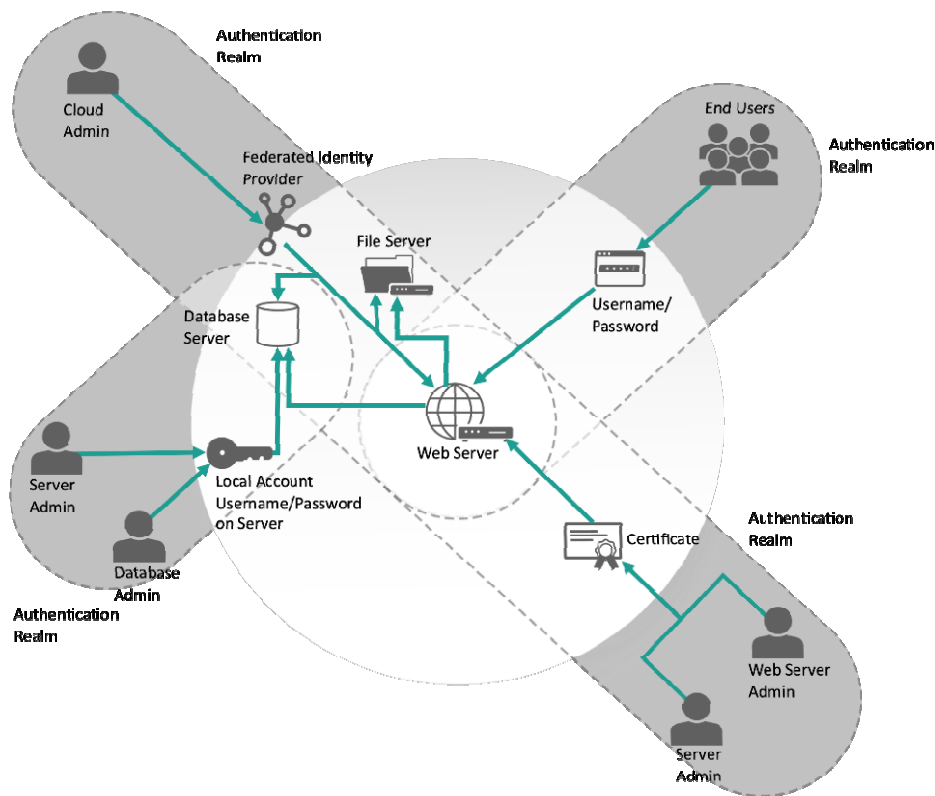 Authentication
Realm
Cloud
Admin
Federated Identity
Provider
End Users
Authentication
Realm
File Server
Username/
Password
Database
Server
Web Server
Server
Admin
Local Account
Username/Password
on Server
Database
Admin
Authentication
Realm
Certificate
Authentication
Realm
Web Server
Admin
Server
Admin